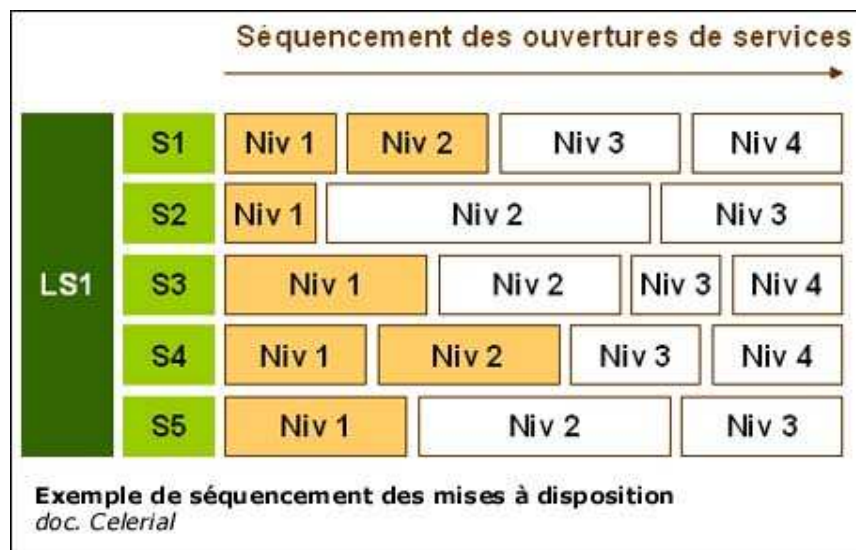 Séquencement des ouvertures de services
LS1
S1 Niv 1 Niv 2 Niv 3 Niv 4
S2 Niv 1 Niv 2 Niv 3
S3 Niv 1 Niv 2 Niv 3 Niv 4
S4 Niv 1 Niv 2 Niv 3 Niv 4
S5 Niv 1 Niv 2 Niv 3
Exemple de séquencement des mises à disposition
doc. Celerial